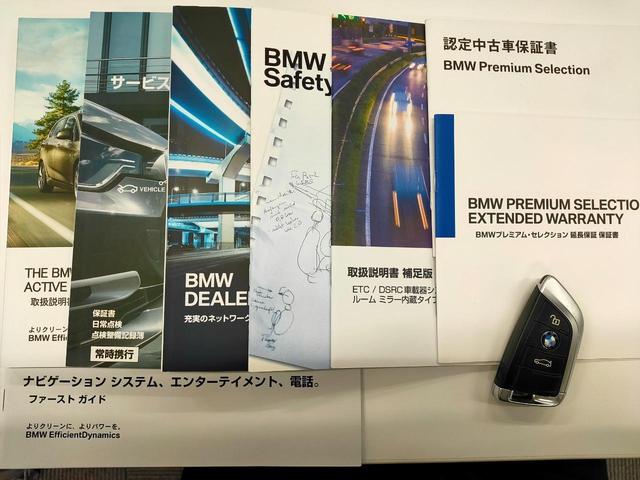 THE BM
ACTIVE
取扱説明
よりクリーン
BMW Effici
サービス
VEHICLE
保証書
日常点検
点検整備記録簿
常時携行
BMW
DEALE
充実のネットワーク
BMW
Safety
取扱説明書 補足版
ETC / DSRC車載器シ
ルーム ミラー内蔵タイプ
認定中古車保証書
BMW Premium Selection
BMW PREMIUM SELECTIO
EXTENDED WARRANTY
BMWプレミアム・セレクション 延長保証 保証書
ナビゲーション システム、エンターテイメント、電話。
ファースト ガイド
よりクリーンに、よりパワーを。
BMW EfficientDynamics